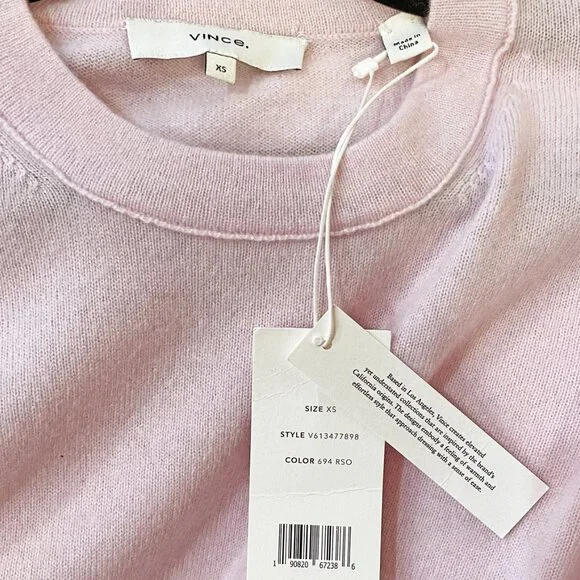 VINCE.
XS
Made in
China
Based in Los Angeles, Vince creates elevated
yet understated collections that are inspired by the brand's
California origins. The designs embody a feeling of warmth and
effortless style that approach dressing with a sense of ease.
SIZE XS
STYLE V613477898
COLOR 694 RSO
1 90820 67238 6